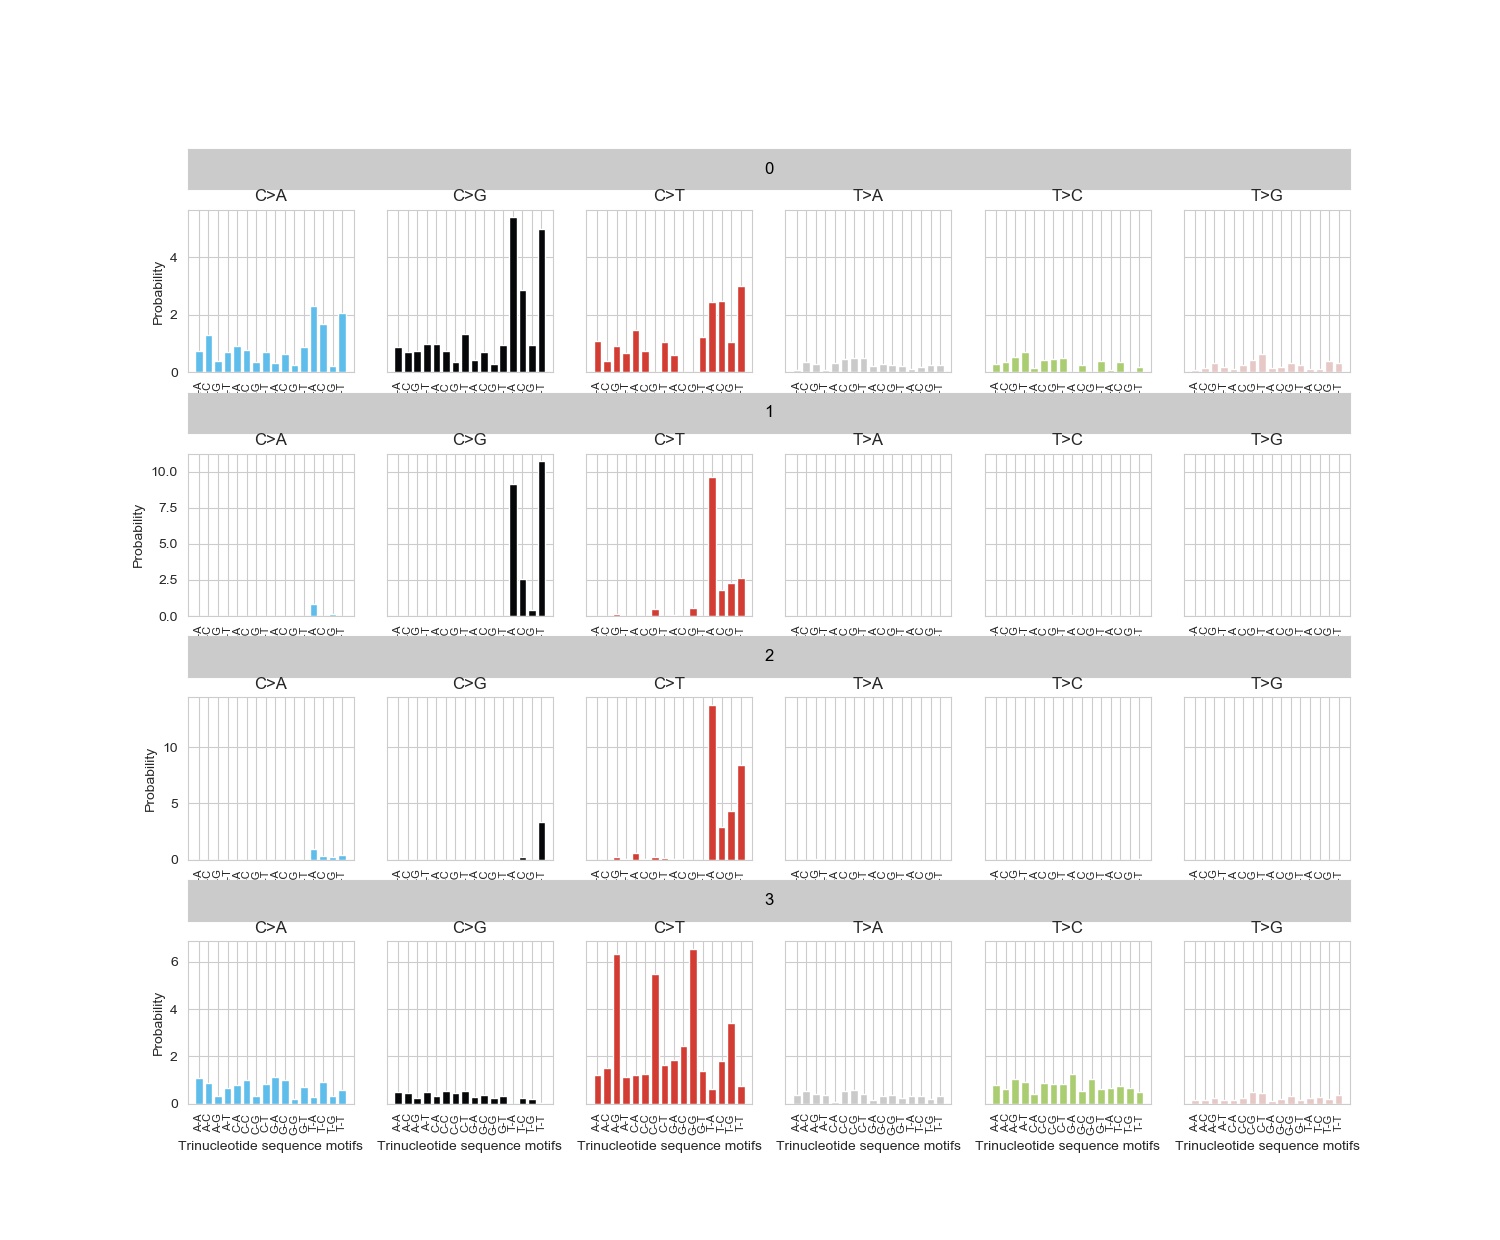 0
C>A C>G C>T T>A T>C T>G
Probability
4
2
0
1
C>A C>G C>T T>A T>C T>G
Probability
10.0
7.5
5.0
2.5
0.0
2
C>A C>G C>T T>A T>C T>G
Probability
10
5
0
3
C>A C>G C>T T>A T>C T>G
Probability
6
4
2
0
A-A A-C A-G A-T C-A C-C C-G C-T G-A G-C G-G G-T T-A T-C T-G T-T
A-A A-C A-G A-T C-A C-C C-G C-T G-A G-C G-G G-T T-A T-C T-G T-T
A-A A-C A-G A-T C-A C-C C-G C-T G-A G-C G-G G-T T-A T-C T-G T-T
A-A A-C A-G A-T C-A C-C C-G C-T G-A G-C G-G G-T T-A T-C T-G T-T
A-A A-C A-G A-T C-A C-C C-G C-T G-A G-C G-G G-T T-A T-C T-G T-T
A-A A-C A-G A-T C-A C-C C-G C-T G-A G-C G-G G-T T-A T-C T-G T-T
Trinucleotide sequence motifs Trinucleotide sequence motifs Trinucleotide sequence motifs Trinucleotide sequence motifs Trinucleotide sequence motifs Trinucleotide sequence motifs